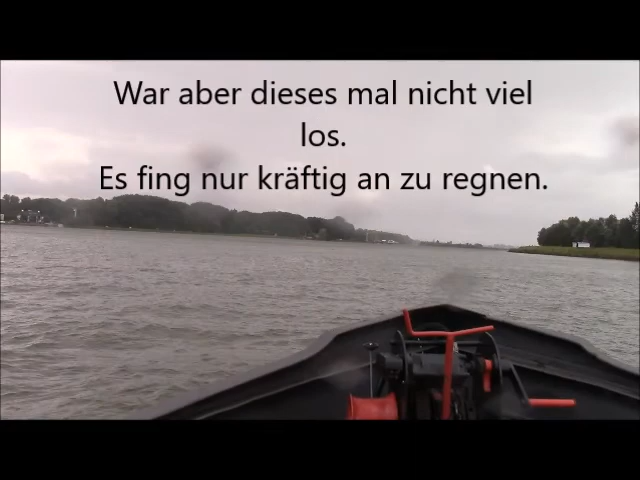 War aber dieses mal nicht viel
los.
Es fing nur kräftig an zu regnen.